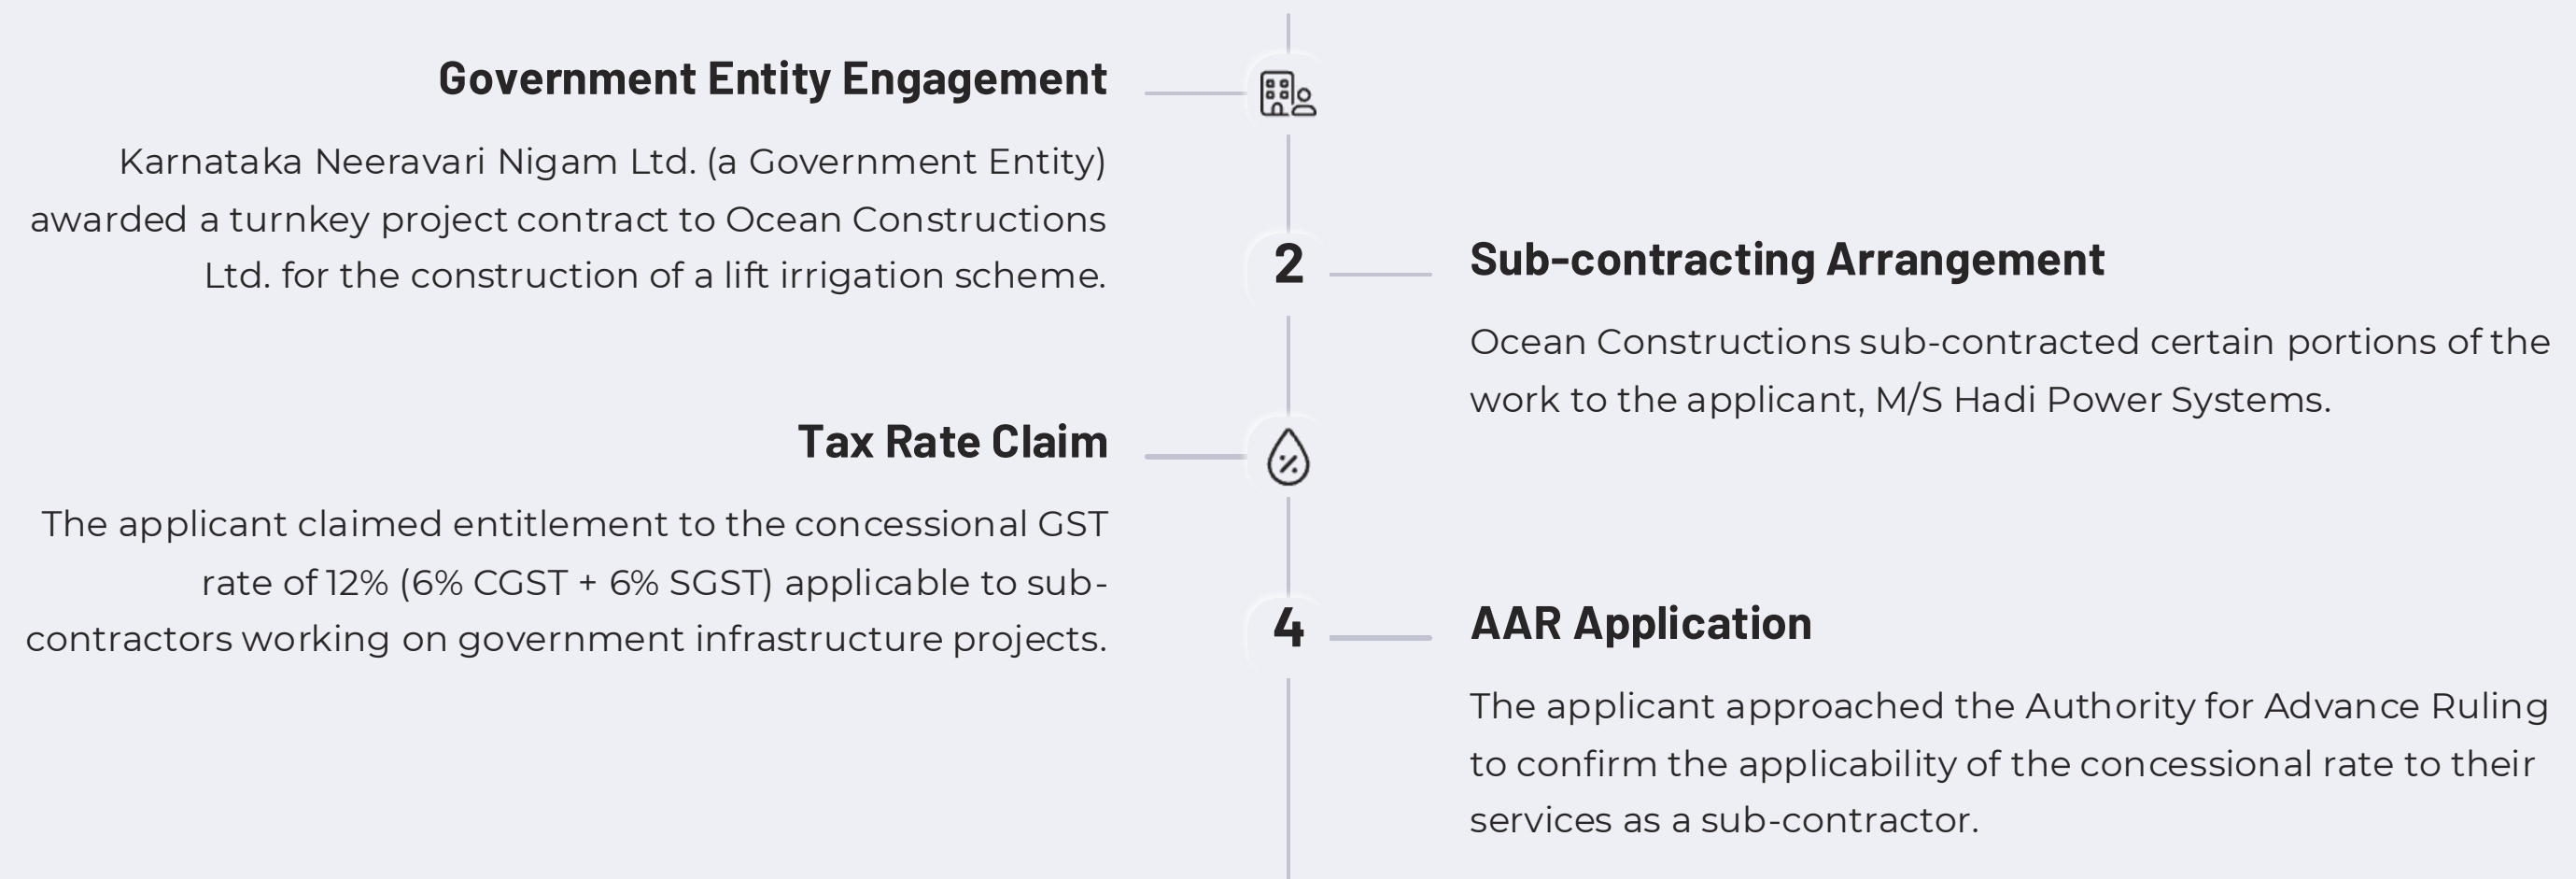 Government Entity Engagement
Karnataka Neeravari Nigam Ltd. (a Government Entity)
awarded a turnkey project contract to Ocean Constructions
Ltd. for the construction of a lift irrigation scheme.
2
Sub-contracting Arrangement
Ocean Constructions sub-contracted certain portions of the
work to the applicant, M/S Hadi Power Systems.
Tax Rate Claim
%
The applicant claimed entitlement to the concessional GST
rate of 12% (6% CGST + 6% SGST) applicable to sub-
contractors working on government infrastructure projects.
4
AAR Application
The applicant approached the Authority for Advance Ruling
to confirm the applicability of the concessional rate to their
services as a sub-contractor.